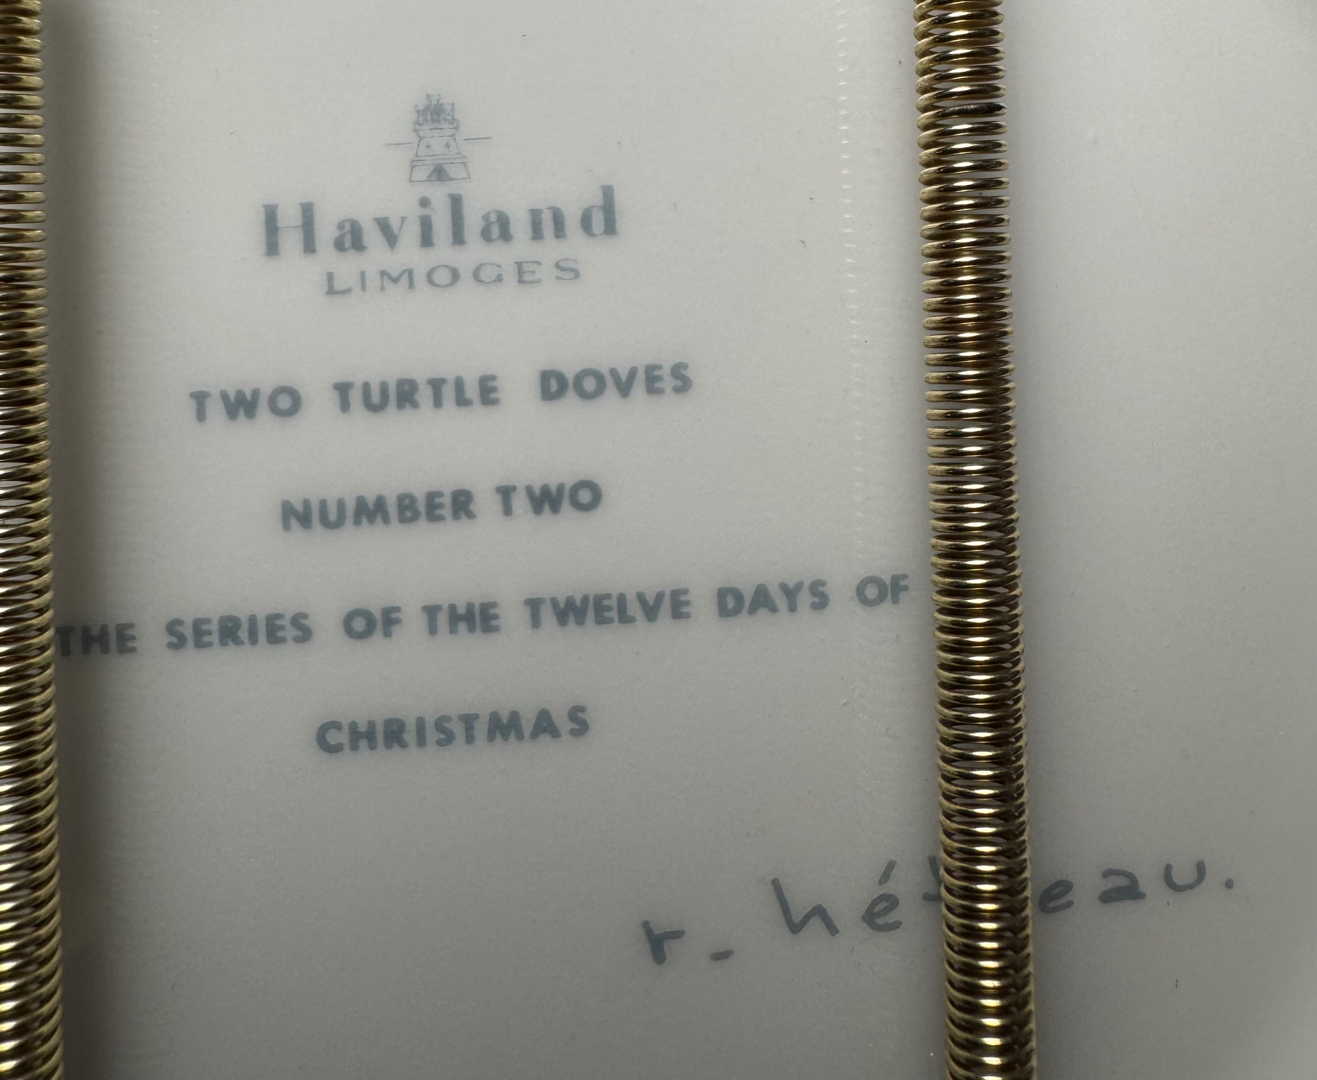 Haviland
LIMOGES
TWO TURTLE DOVES
NUMBER TWO
THE SERIES OF THE TWELVE DAYS OF
CHRISTMAS
r-